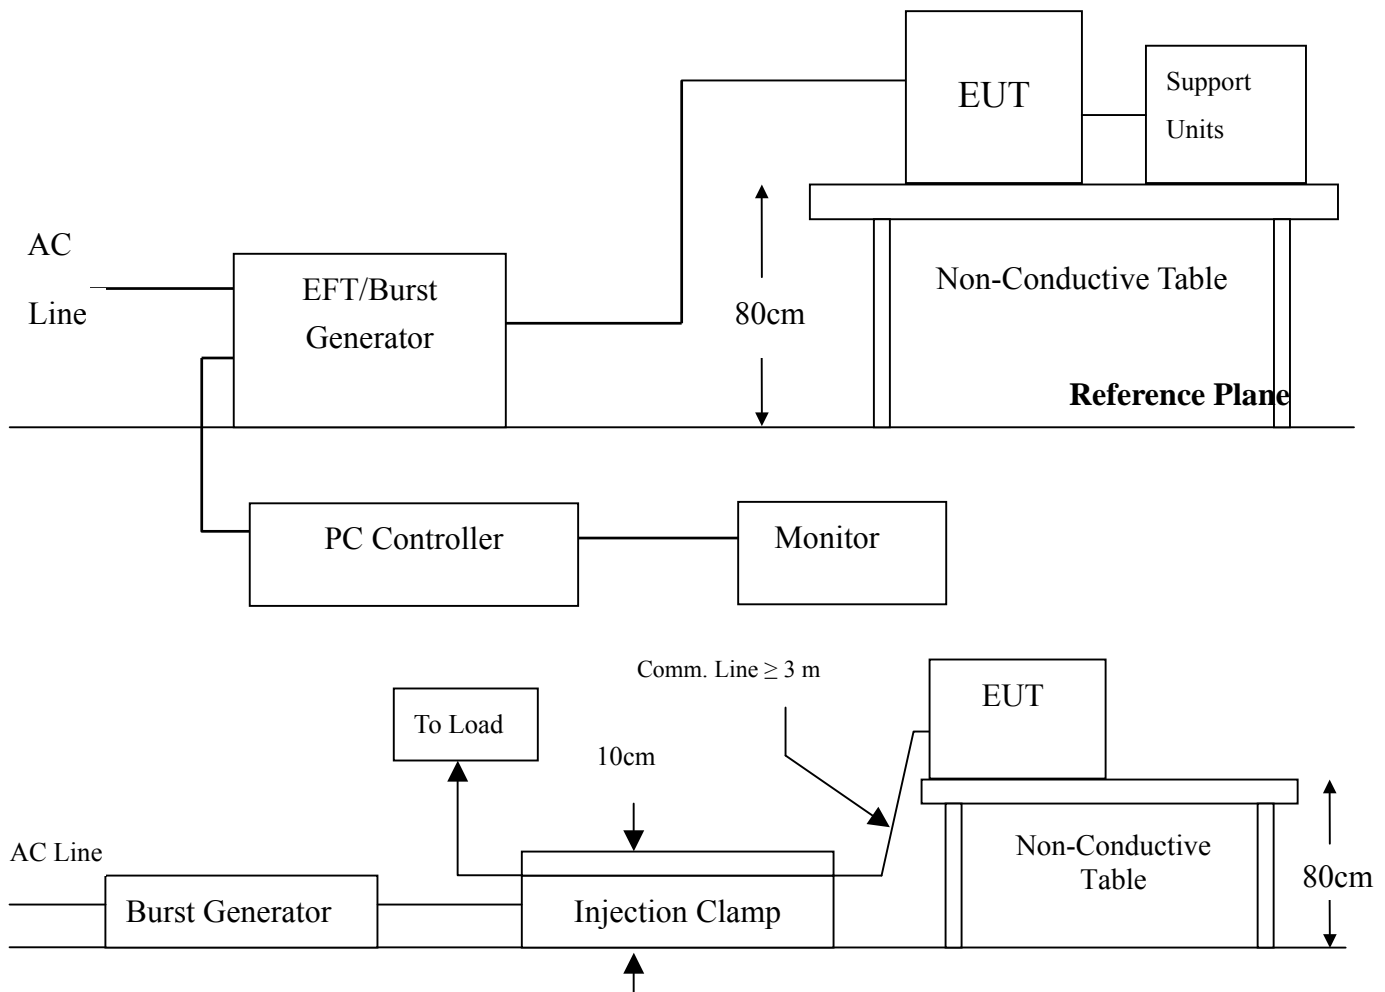 EUT
Support
Units
AC
Line
EFT/Burst
Generator
80cm
Non-Conductive Table
Reference Plane
PC Controller
Monitor
Comm. Line ≥ 3 m
EUT
To Load
10cm
AC Line
Burst Generator
Injection Clamp
Non-Conductive
Table
80cm